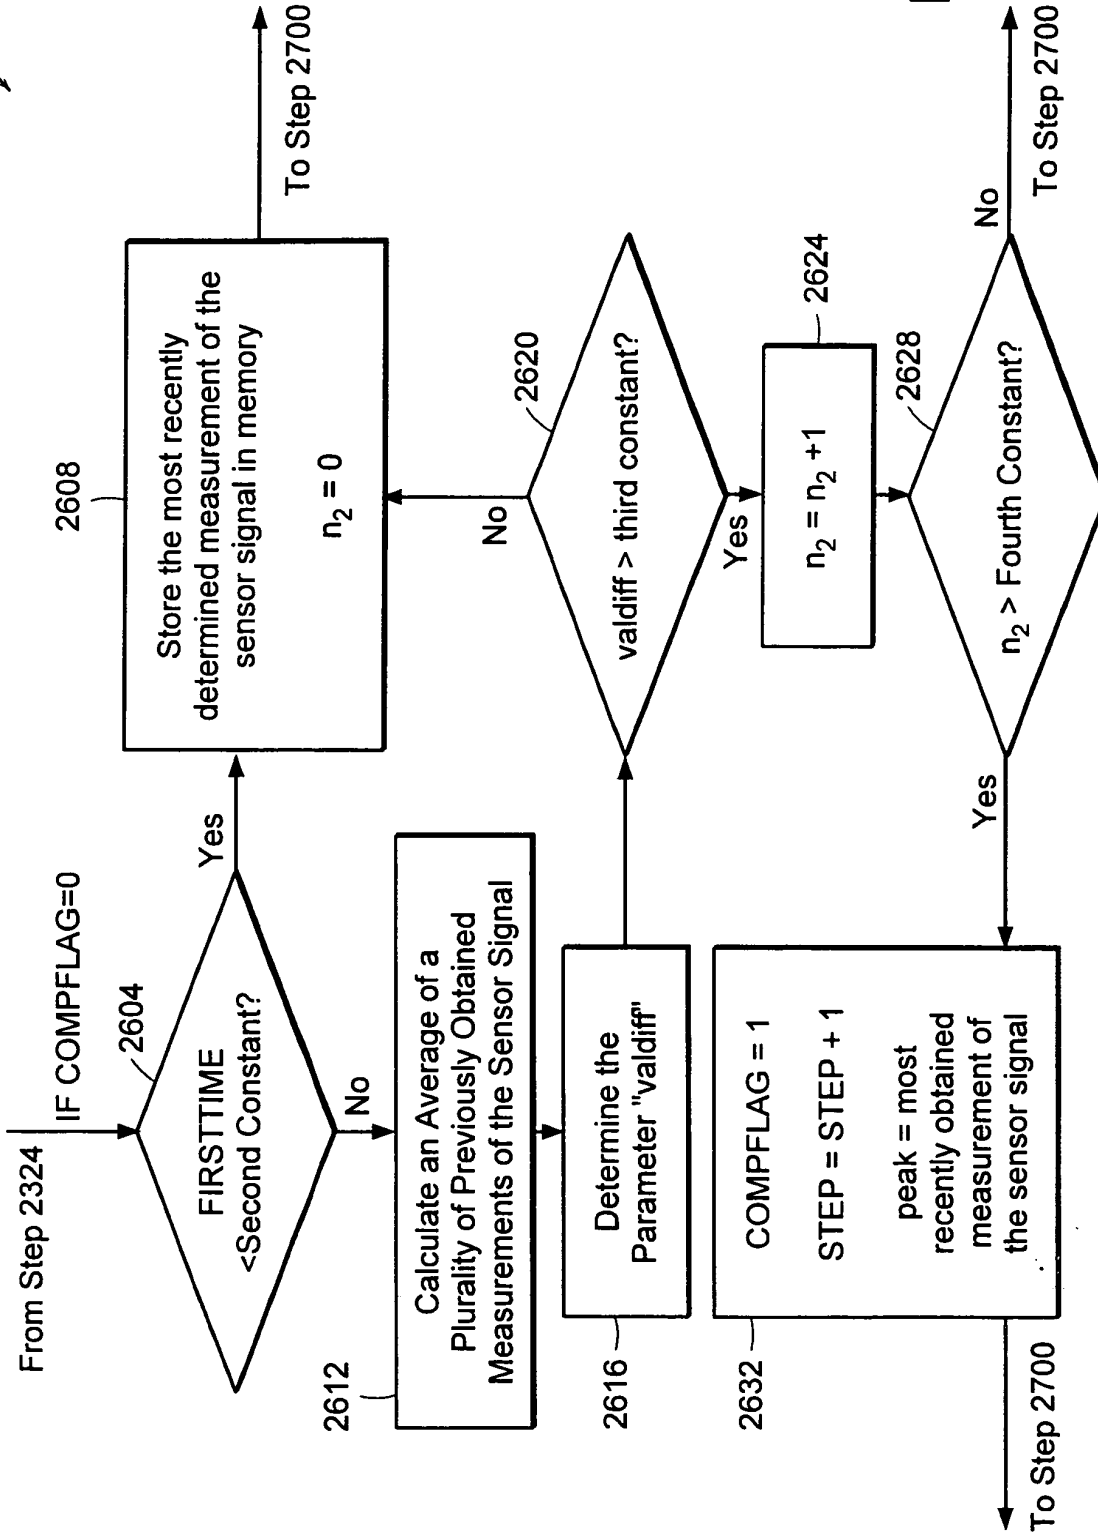 From Step 2324
IF COMPFLAG=0
2604
FIRSTTIME
<Second Constant?
Yes
No
2608
Store the most recently
determined measurement of the
sensor signal in memory
n₂ = 0
To Step 2700
2612
Calculate an Average of a
Plurality of Previously Obtained
Measurements of the Sensor Signal
2616
Determine the
Parameter "valdiff"
2620
valdiff > third constant?
No
Yes
2624
n₂ = n₂ +1
2628
n₂ > Fourth Constant?
No
To Step 2700
Yes
2632
COMPFLAG = 1
STEP = STEP + 1
peak = most
recently obtained
measurement of
the sensor signal
To Step 2700